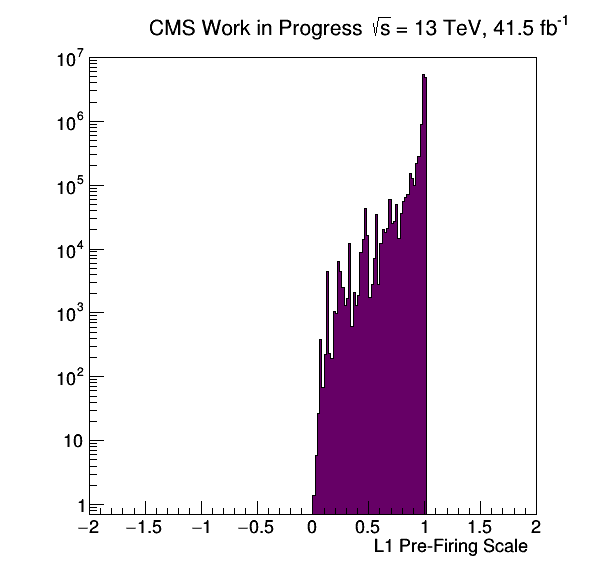 CMS Work in Progress √s = 13 TeV, 41.5 fb⁻¹
10⁷
10⁶
10⁵
10⁴
10³
10²
10
1
−2 −1.5 −1 −0.5 0 0.5 1 1.5 2
L1 Pre-Firing Scale